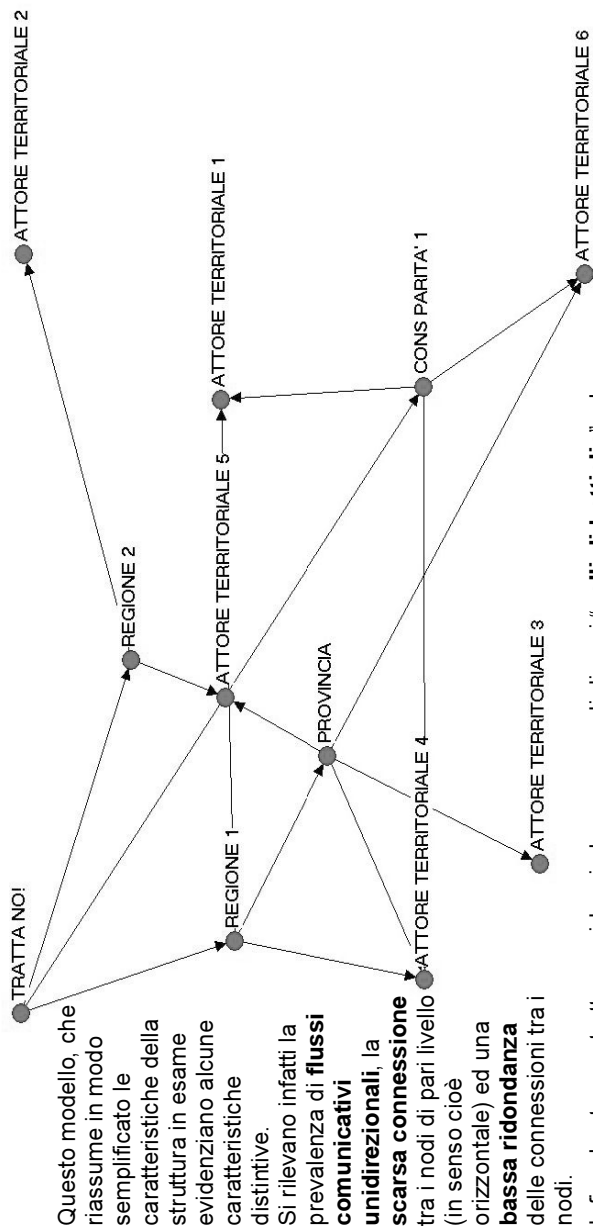 TRATTA NO!
ATTORE TERRITORIALE 2
REGIONE 2
ATTORE TERRITORIALE 5
ATTORE TERRITORIALE 1
REGIONE 1
PROVINCIA
CONS PARITA' 1
ATTORE TERRITORIALE 4
ATTORE TERRITORIALE 3
ATTORE TERRITORIALE 6
Questo modello, che
riassume in modo
semplificato le
caratteristiche della
struttura in esame
evidenziano alcune
caratteristiche
distintive.
Si rilevano infatti la
prevalenza di flussi
comunicativi
unidirezionali, la
scarsa connessione
tra i nodi di pari livello
(in senso cioè
orizzontale) ed una
bassa ridondanza
delle connessioni tra i
nodi.